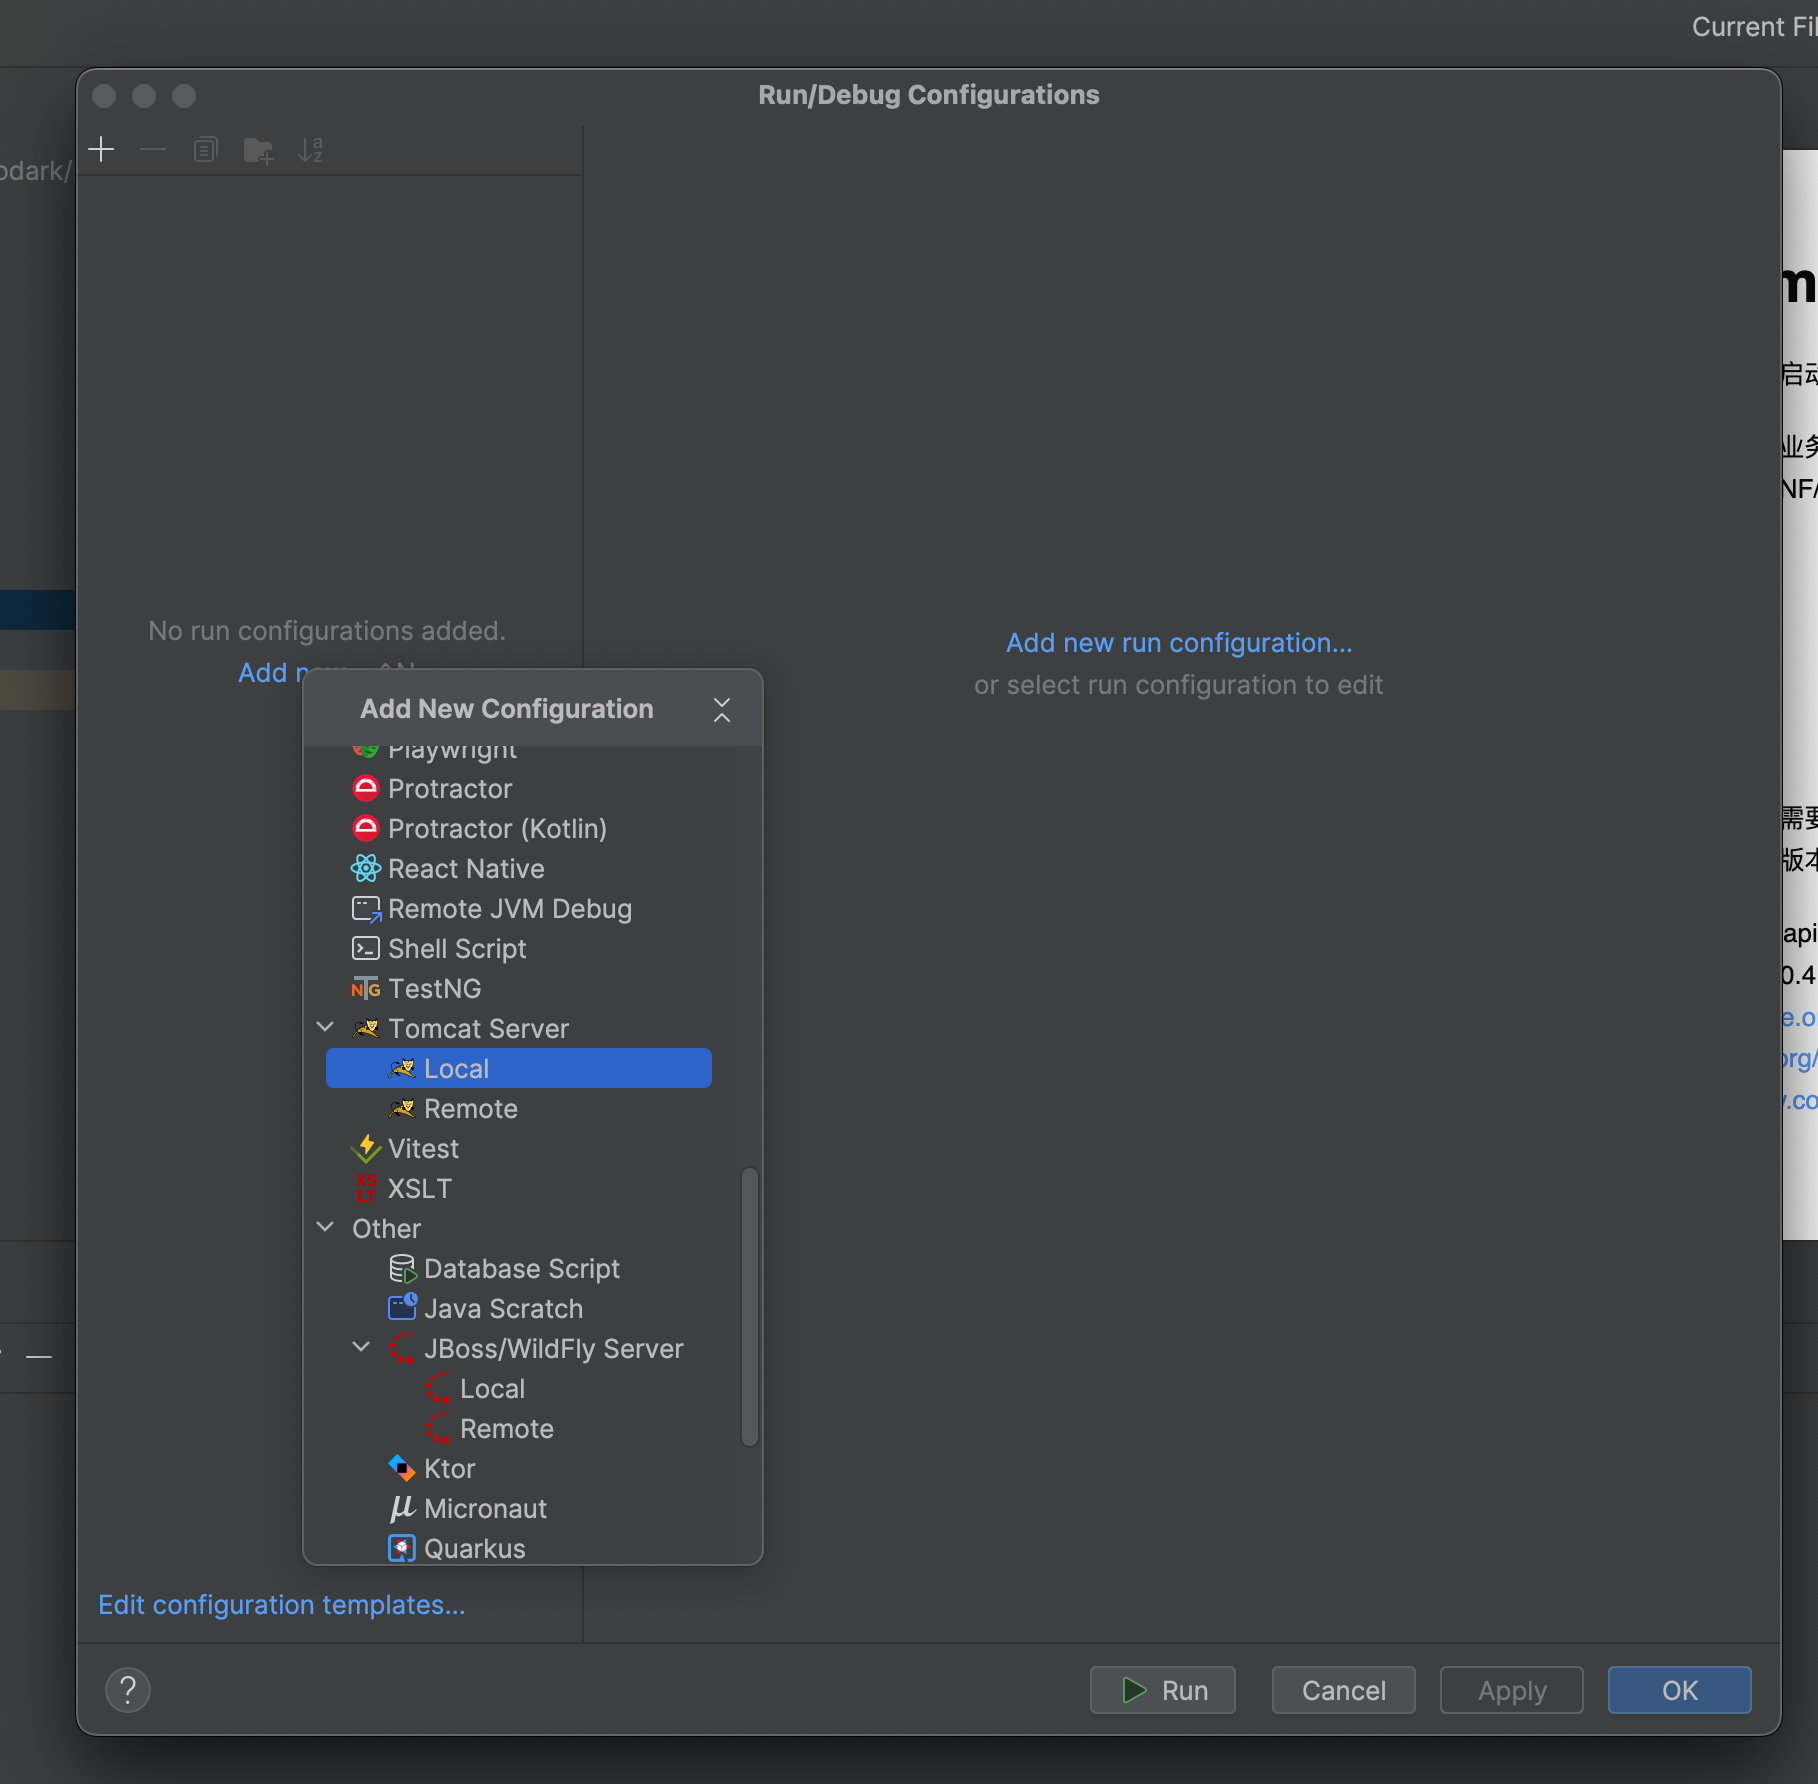 Current Fil
Run/Debug Configurations
odark/
No run configurations added.
Add new
Add new run configuration...
or select run configuration to edit
Add New Configuration
Playwright
Protractor
Protractor (Kotlin)
React Native
Remote JVM Debug
Shell Script
TestNG
Tomcat Server
Local
Remote
Vitest
XSLT
Other
Database Script
Java Scratch
JBoss/WildFly Server
Local
Remote
Ktor
Micronaut
Quarkus
Edit configuration templates...
?
Run
Cancel
Apply
OK
m
启动
业务
NF/
需要
版本
api
0.4
e.o
org/
y.co